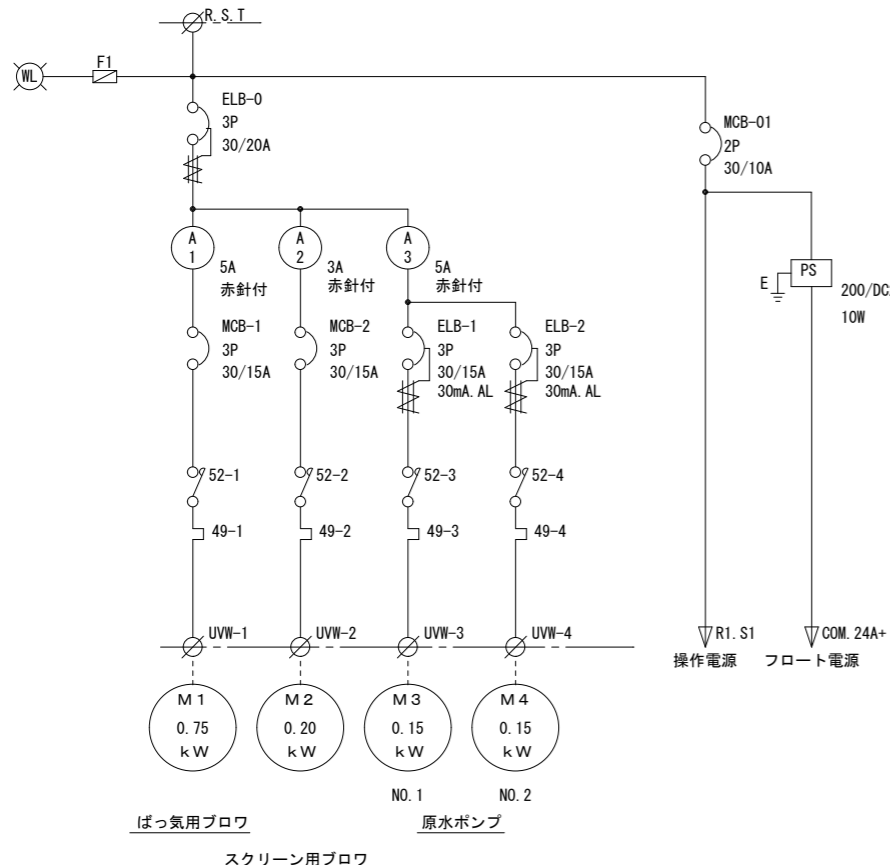 R.S.T
WL
F1
ELB-0
3P
30/20A
MCB-01
2P
30/10A
A
1
5A
赤針付
A
2
3A
赤針付
A
3
5A
赤針付
E
PS
200/DC
10W
MCB-1
3P
30/15A
MCB-2
3P
30/15A
ELB-1
3P
30/15A
30mA.AL
ELB-2
3P
30/15A
30mA.AL
52-1
52-2
52-3
52-4
49-1
49-2
49-3
49-4
UVW-1
UVW-2
UVW-3
UVW-4
R1.S1
操作電源
COM.24A+
フロート電源
M1
0.75
kW
M2
0.20
kW
M3
0.15
kW
M4
0.15
kW
NO.1
NO.2
ばっ気用ブロワ
原水ポンプ
スクリーン用ブロワ